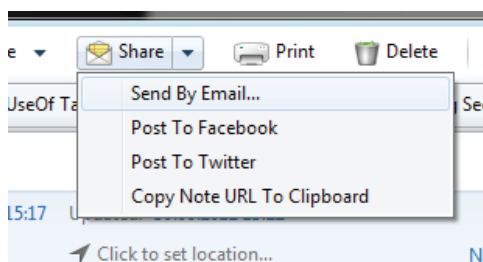 e Share Print Delete
UseOf Ta
Send By Email...
Post To Facebook
Post To Twitter
Copy Note URL To Clipboard
15:17
Click to set location...
N